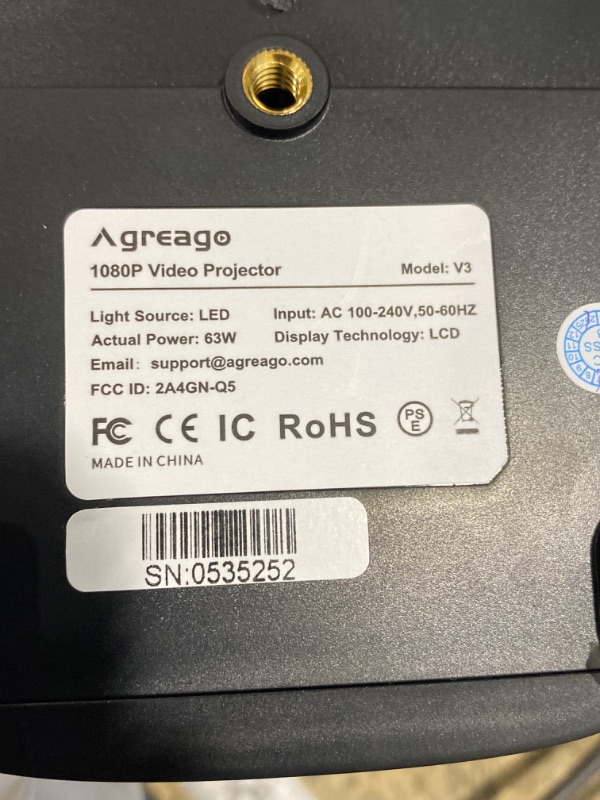 Agreago
1080P Video Projector Model: V3
Light Source: LED Input: AC 100-240V,50-60HZ
Actual Power: 63W Display Technology: LCD
Email: support@agreago.com
FCC ID: 2A4GN-Q5
FC CE IC RoHS PS E
MADE IN CHINA
SN:0535252